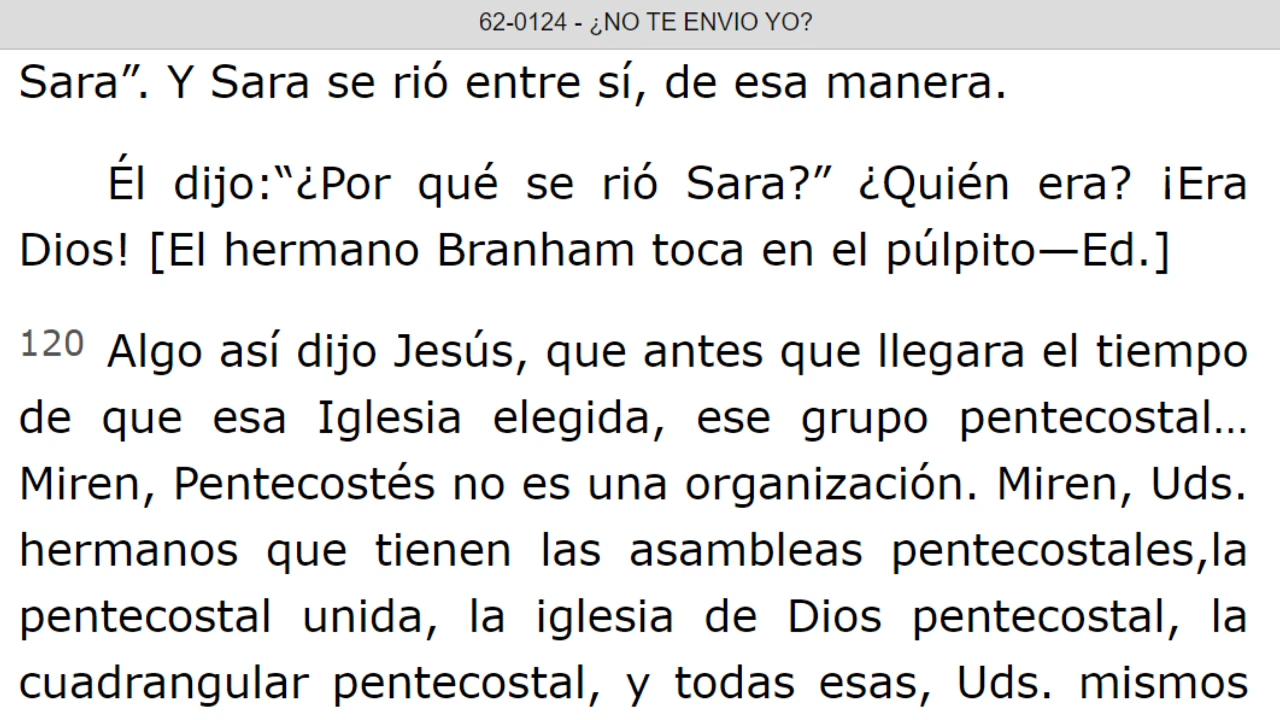 62-0124 - ¿NO TE ENVIO YO?
Sara”. Y Sara se rió entre sí, de esa manera.
Él dijo:“¿Por qué se rió Sara?” ¿Quién era? ¡Era
Dios! [El hermano Branham toca en el púlpito—Ed.]
120 Algo así dijo Jesús, que antes que llegara el tiempo
de que esa Iglesia elegida, ese grupo pentecostal...
Miren, Pentecostés no es una organización. Miren, Uds.
hermanos que tienen las asambleas pentecostales,la
pentecostal unida, la iglesia de Dios pentecostal, la
cuadrangular pentecostal, y todas esas, Uds. mismos